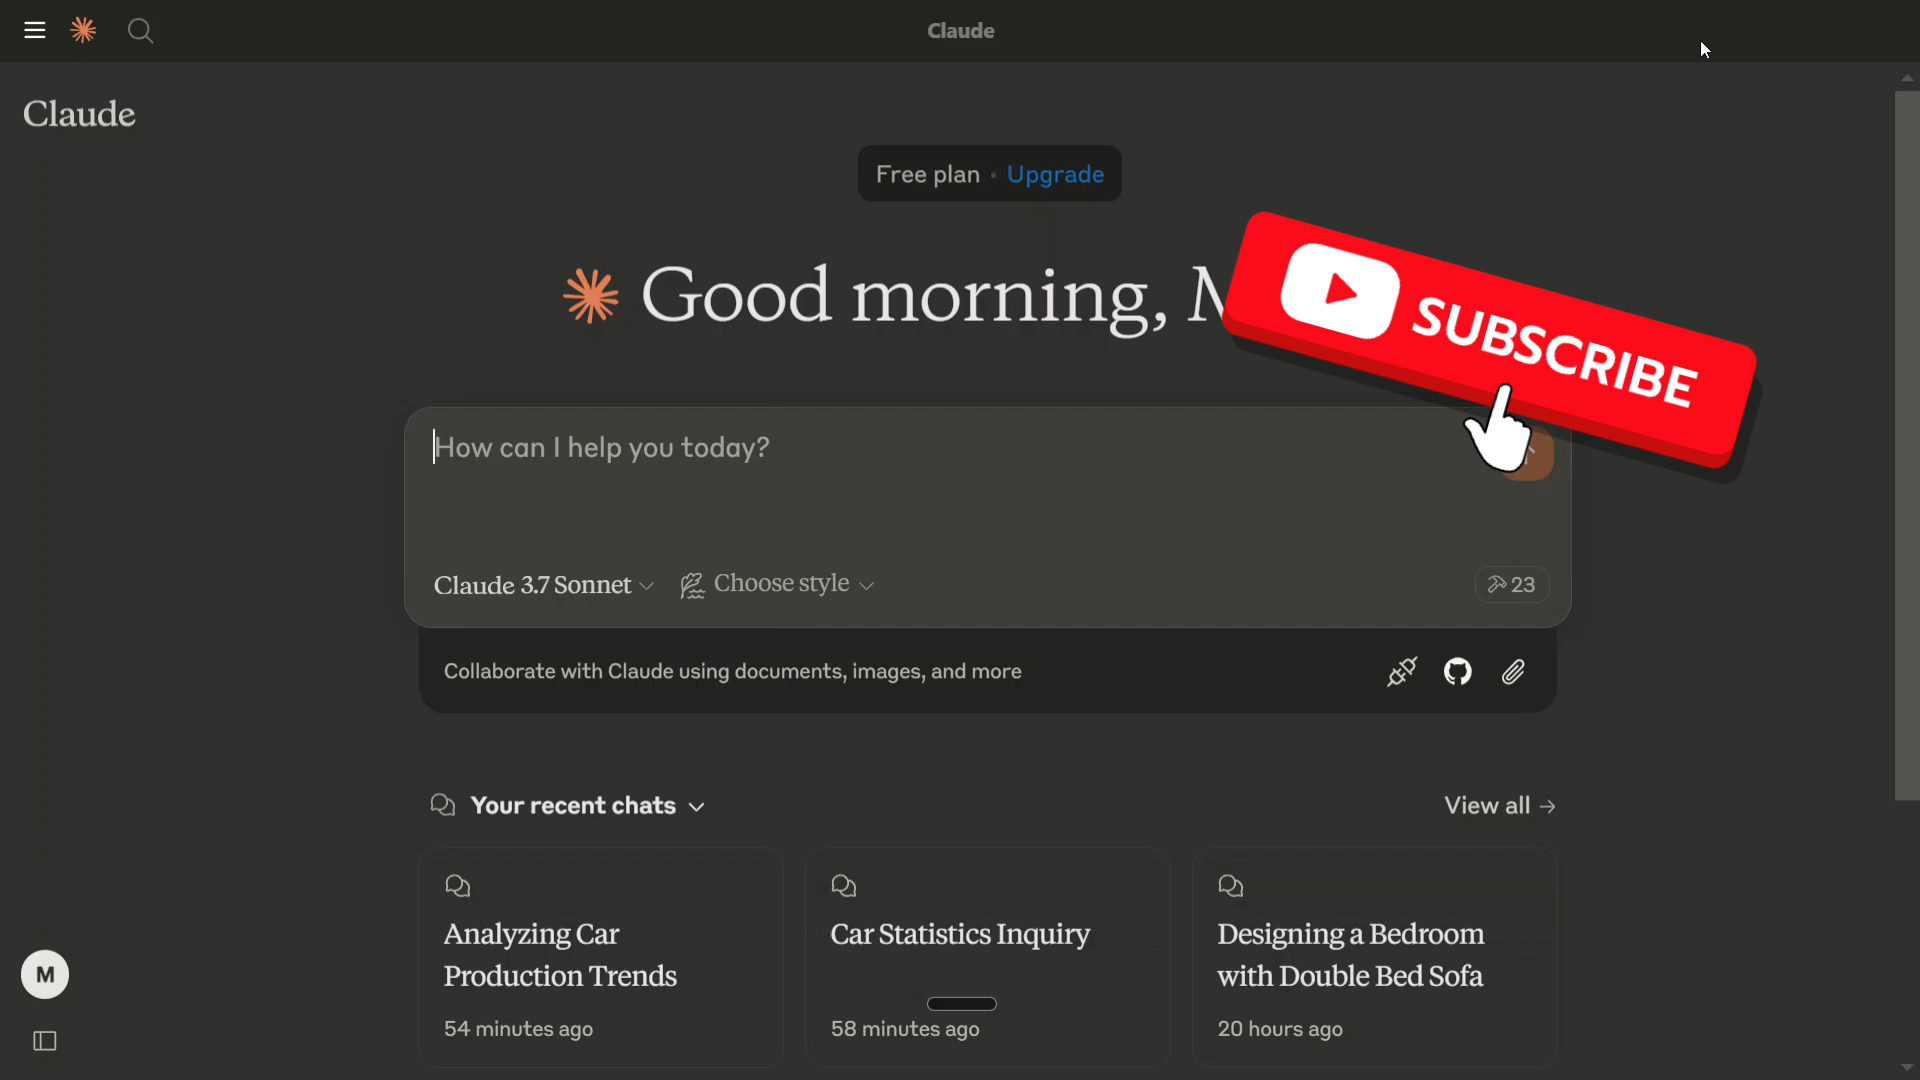 Claude
Claude
Free plan • Upgrade
Good morning, M
SUBSCRIBE
How can I help you today?
Claude 3.7 Sonnet
Choose style
23
Collaborate with Claude using documents, images, and more
Your recent chats
View all →
Analyzing Car
Production Trends
54 minutes ago
Car Statistics Inquiry
58 minutes ago
Designing a Bedroom
with Double Bed Sofa
20 hours ago
M